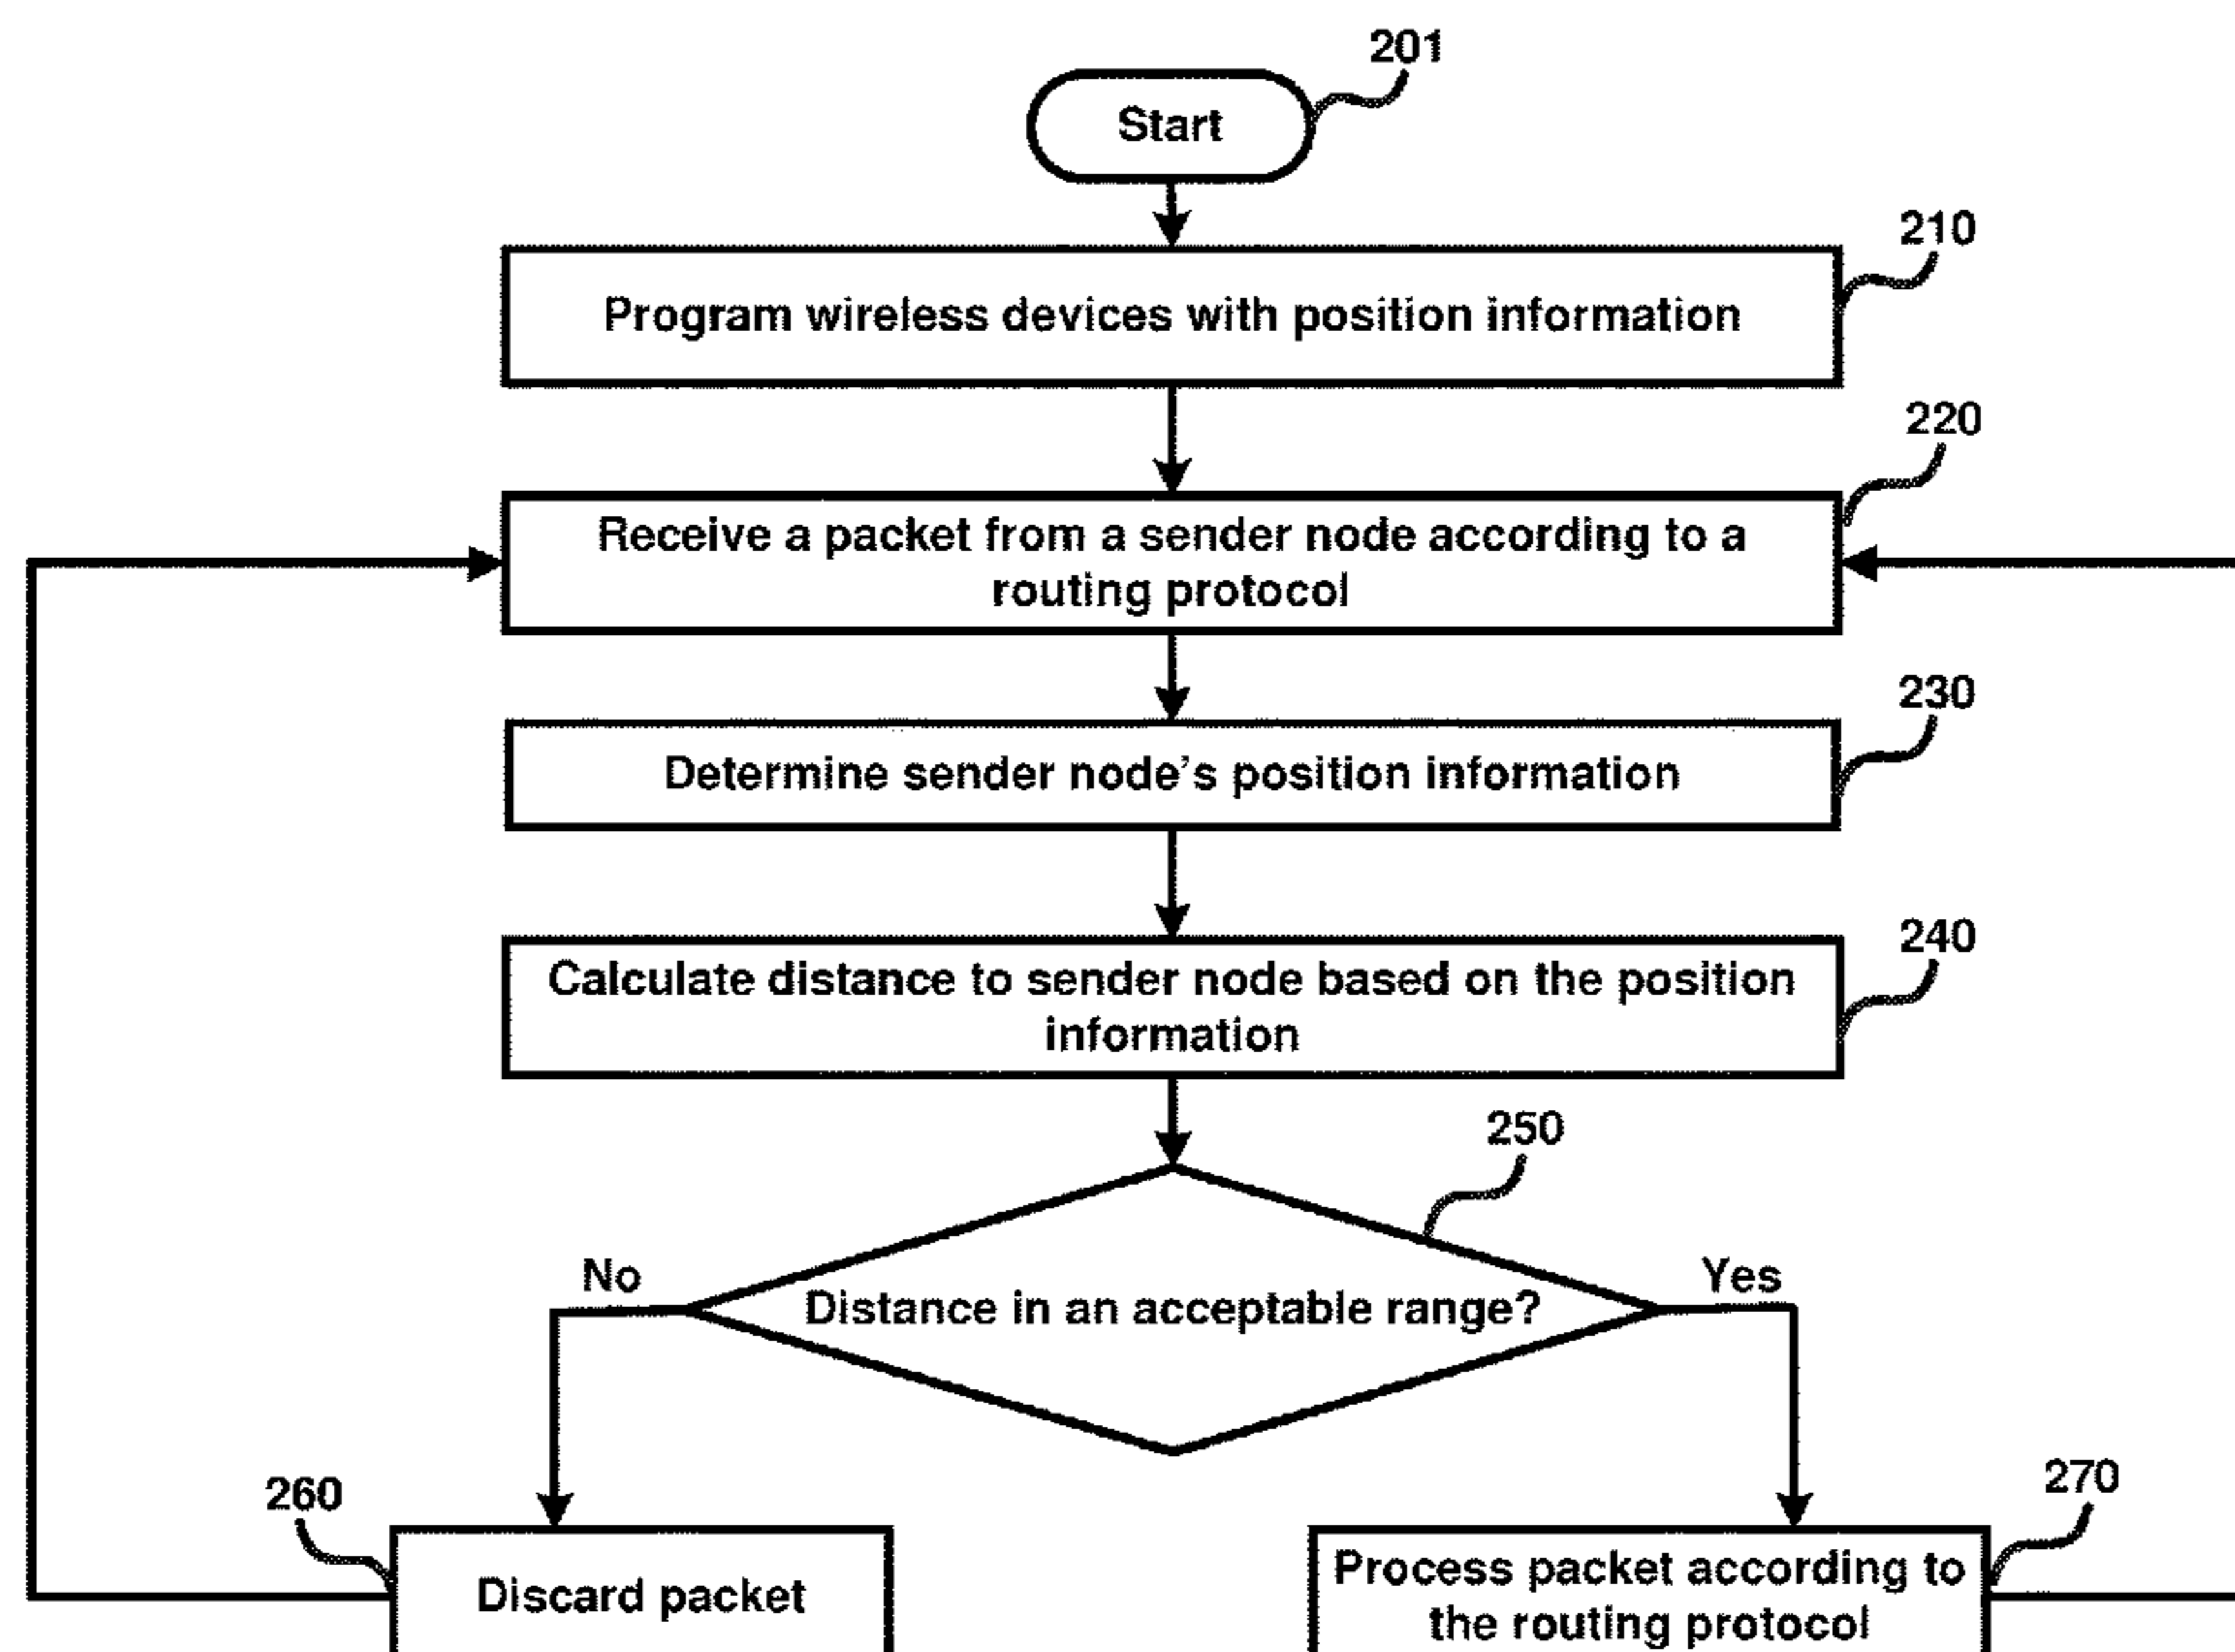 201
Start
210
Program wireless devices with position information
220
Receive a packet from a sender node according to a
routing protocol
230
Determine sender node's position information
240
Calculate distance to sender node based on the position
information
250
No
Yes
Distance in an acceptable range?
260
270
Discard packet
Process packet according to
the routing protocol